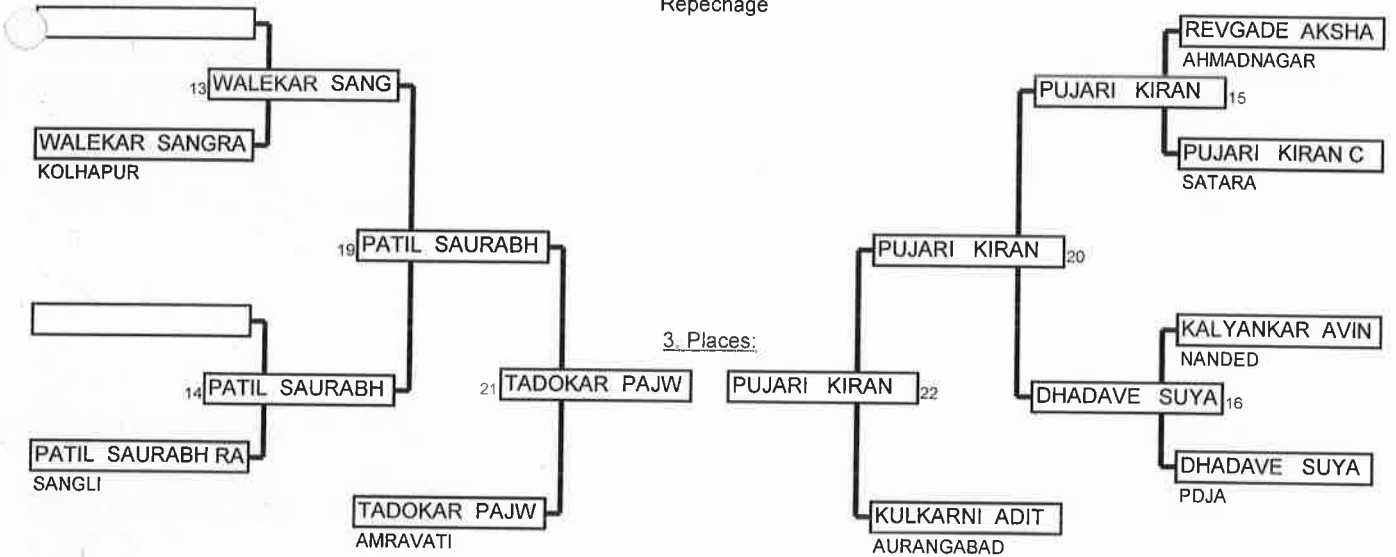 Repechage
REVGADE AKSHA
AHMADNAGAR
13 WALEKAR SANG
PUJARI KIRAN 15
WALEKAR SANGRA
KOLHAPUR
PUJARI KIRAN C
SATARA
19 PATIL SAURABH
PUJARI KIRAN 20
3. Places:
KALYANKAR AVIN
NANDED
14 PATIL SAURABH
21 TADOKAR PAJW
PUJARI KIRAN 22
DHADAVE SUYA 16
PATIL SAURABH RA
SANGLI
DHADAVE SUYA
PDJA
TADOKAR PAJW
AMRAVATI
KULKARNI ADIT
AURANGABAD